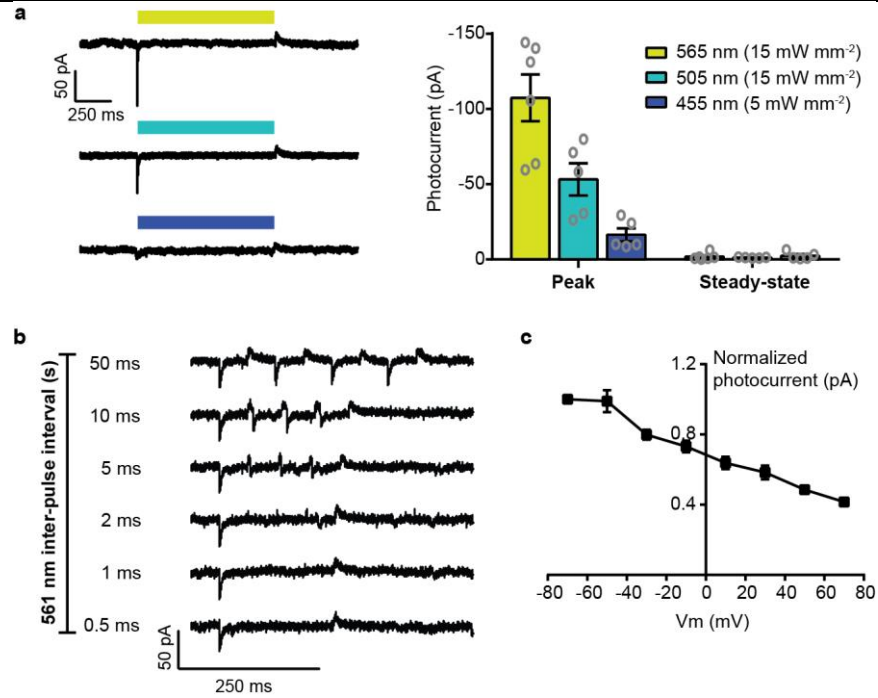 a
50 pA
250 ms
Photocurrent (pA)
-150
-100
-50
0
565 nm (15 mW mm⁻²)
505 nm (15 mW mm⁻²)
455 nm (5 mW mm⁻²)
Peak
Steady-state
b
561 nm inter-pulse interval (s)
50 ms
10 ms
5 ms
2 ms
1 ms
0.5 ms
50 pA
250 ms
c
Normalized
photocurrent (pA)
1.2
0.8
0.4
-80 -60 -40 -20 0 20 40 60 80
Vm (mV)